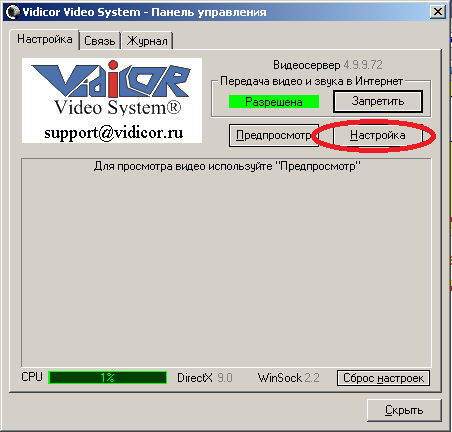 Vidicor Video System - Панель управления
Настройка Связь Журнал
VidiCOR
Video System®
support@vidicor.ru
Видеосервер 4.9.9.72
Передача видео и звука в Интернет
Разрешена Запретить
Предпросмотр Настройка
Для просмотра видео используйте "Предпросмотр"
CPU 1% DirectX 9.0 WinSock 2.2 Сброс настроек
Скрыть